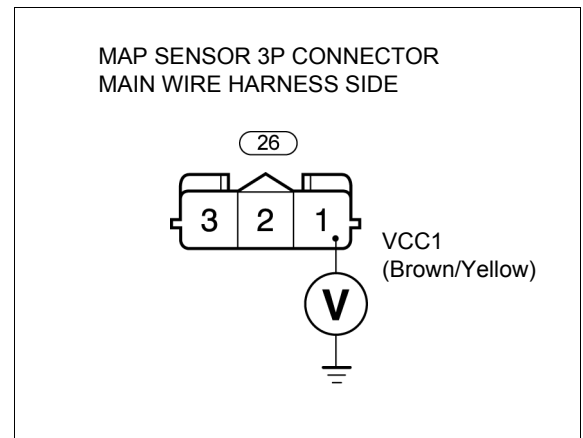 MAP SENSOR 3P CONNECTOR
MAIN WIRE HARNESS SIDE
26
3 2 1
VCC1
(Brown/Yellow)
V